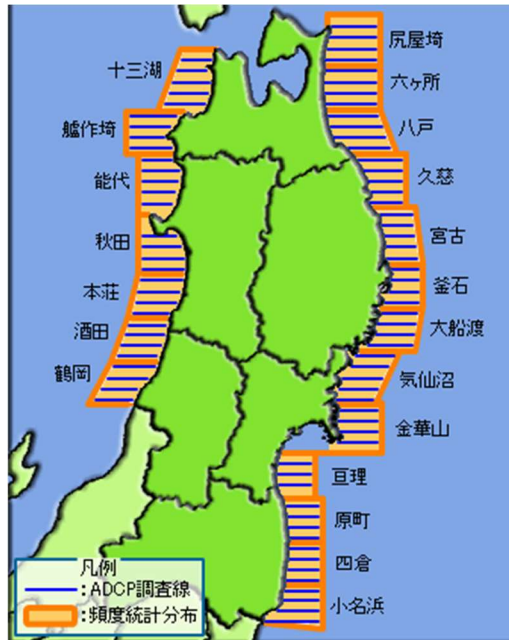 十三湖
艫作埼
能代
秋田
本荘
酒田
鶴岡
尻屋埼
六ヶ所
八戸
久慈
宮古
釜石
大船渡
気仙沼
金華山
亘理
原町
四倉
小名浜
凡例
:ADCP調査線
:頻度統計分布